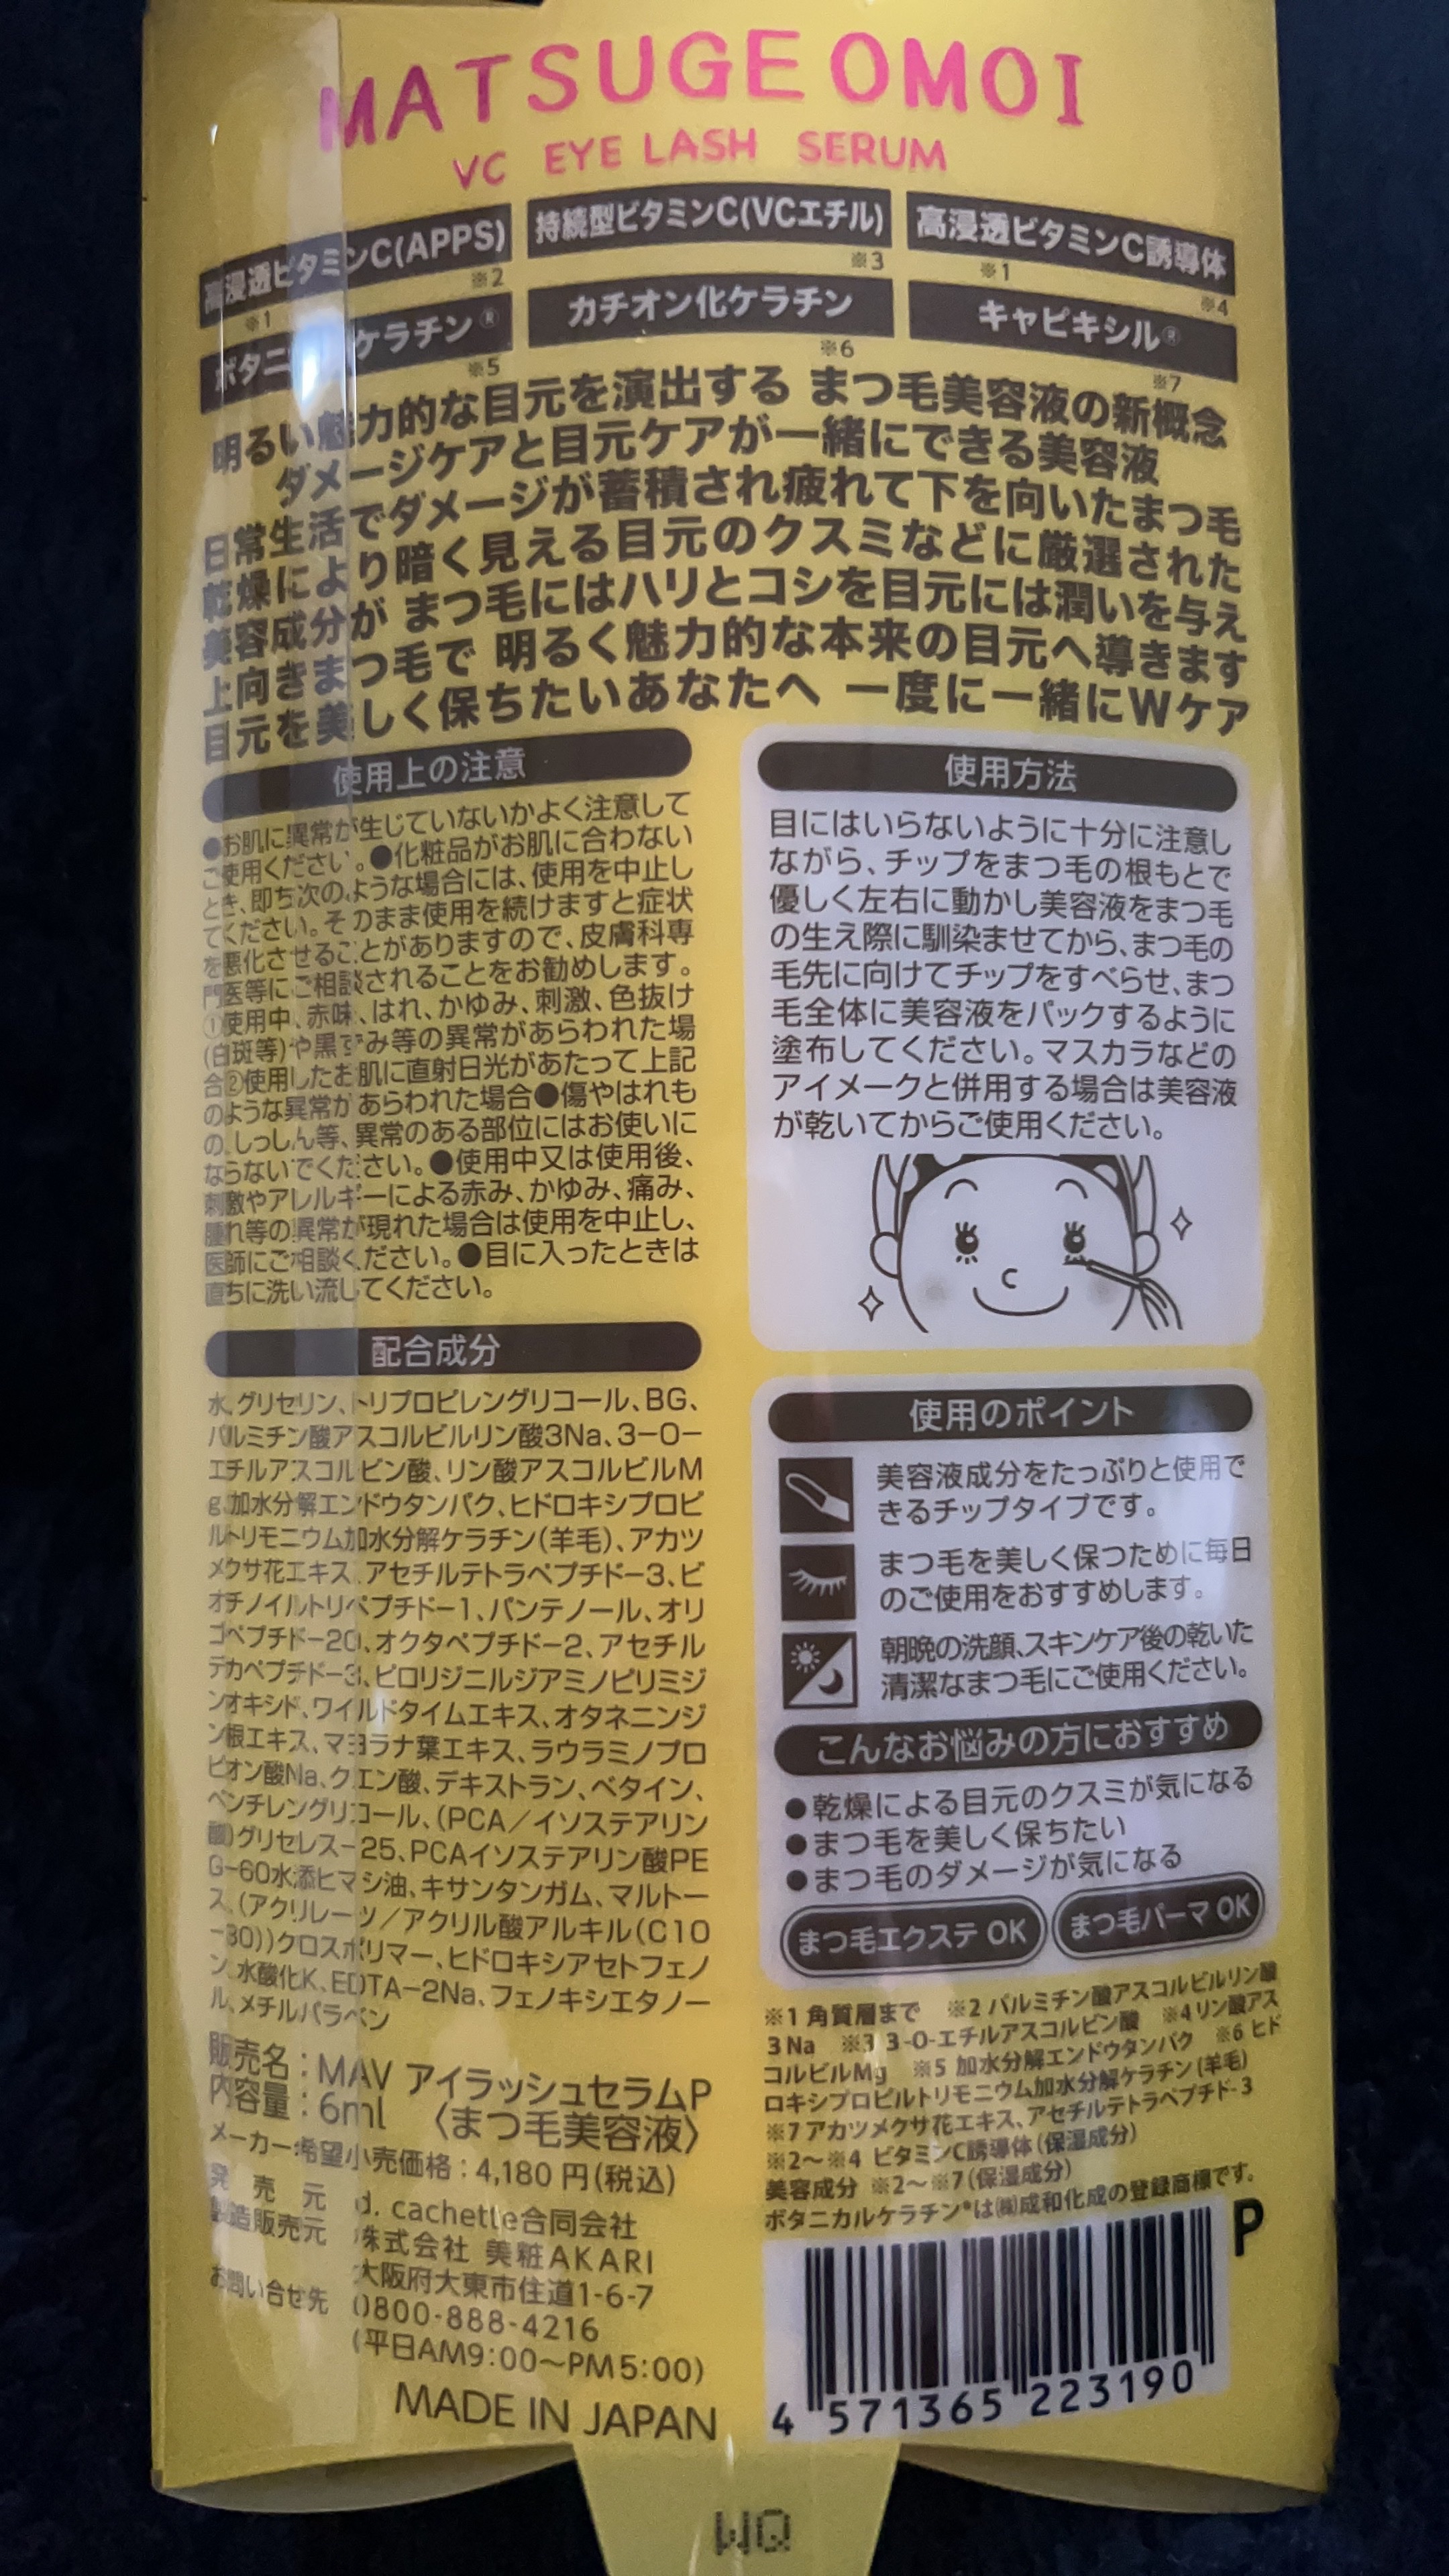 MATSUGE OMOI
VC EYE LASH SERUM
高浸透ビタミンC(APPS) 持続型ビタミンC(VCエチル) 高浸透ビタミンC誘導体
※1 ※2 ※3 ※1 ※4
ボタニ ケラチン® カチオン化ケラチン キャピキシル®
※5 ※6 ※7
明るい魅力的な目元を演出する まつ毛美容液の新概念
ダメージケアと目元ケアが一緒にできる美容液
日常生活でダメージが蓄積され疲れて下を向いたまつ毛
乾燥により暗く見える目元のクスミなどに厳選された
美容成分が まつ毛にはハリとコシを目元には潤いを与え
上向きまつ毛で 明るく魅力的な本来の目元へ導きます
目元を美しく保ちたいあなたへ 一度に一緒にWケア
使用上の注意
●お肌に異常が生じていないかよく注意して
ご使用ください。●化粧品がお肌に合わない
とき、即ち次のような場合には、使用を中止し
てください。そのまま使用を続けますと症状
を悪化させることがありますので、皮膚科専
門医等にご相談されることをお勧めします。
①使用中、赤味、はれ、かゆみ、刺激、色抜け
(白斑等)や黒ずみ等の異常があらわれた場
合②使用したお肌に直射日光があたって上記
のような異常があらわれた場合●傷やはれも
の、しっしん等、異常のある部位にはお使いに
ならないでください。●使用中又は使用後、
刺激やアレルギーによる赤み、かゆみ、痛み、
腫れ等の異常が現れた場合は使用を中止し、
医師にご相談ください。●目に入ったときは
直ちに洗い流してください。
配合成分
水、グリセリン、トリプロピレングリコール、BG、
パルミチン酸アスコルビルリン酸3Na、3-O-
エチルアスコルビン酸、リン酸アスコルビルM
g、加水分解エンドウタンパク、ヒドロキシプロピ
ルトリモニウム加水分解ケラチン(羊毛)、アカツ
メクサ花エキス、アセチルテトラペプチド-3、ビ
オチノイルトリペプチド-1、パンテノール、オリ
ゴペプチド-20、オクタペプチド-2、アセチル
デカペプチド-3、ピロリジニルジアミノピリミジ
ンオキシド、ワイルドタイムエキス、オタネニンジ
ン根エキス、マヨラナ葉エキス、ラウラミノプロ
ピオン酸Na、クエン酸、デキストラン、ベタイン、
ペンチレングリコール、(PCA/イソステアリン
酸)グリセレス-25、PCAイソステアリン酸PE
G-60水添ヒマシ油、キサンタンガム、マルトー
ス、(アクリレーツ/アクリル酸アルキル(C10
-30))クロスポリマー、ヒドロキシアセトフェノ
ン、水酸化K、EDTA-2Na、フェノキシエタノー
ル、メチルパラベン
販売名:MAV アイラッシュセラムP
内容量:6ml 〈まつ毛美容液〉
メーカー希望小売価格:4,180円(税込)
発売元 d. cachette合同会社
製造販売元 株式会社 美粧AKARI
大阪府大東市住道1-6-7
お問い合せ先 0800-888-4216
(平日AM9:00〜PM5:00)
MADE IN JAPAN
使用方法
目にはいらないように十分に注意し
ながら、チップをまつ毛の根もとで
優しく左右に動かし美容液をまつ毛
の生え際に馴染ませてから、まつ毛の
毛先に向けてチップをすべらせ、まつ
毛全体に美容液をパックするように
塗布してください。マスカラなどの
アイメークと併用する場合は美容液
が乾いてからご使用ください。
使用のポイント
美容液成分をたっぷりと使用で
きるチップタイプです。
まつ毛を美しく保つために毎日
のご使用をおすすめします。
朝晩の洗顔、スキンケア後の乾いた
清潔なまつ毛にご使用ください。
こんなお悩みの方におすすめ
●乾燥による目元のクスミが気になる
●まつ毛を美しく保ちたい
●まつ毛のダメージが気になる
まつ毛エクステ OK まつ毛パーマ OK
※1 角質層まで ※2 パルミチン酸アスコルビルリン酸
3Na ※3 3-O-エチルアスコルビン酸 ※4リン酸アス
コルビルMg ※5 加水分解エンドウタンパク ※6 ヒド
ロキシプロピルトリモニウム加水分解ケラチン(羊毛)
※7アカツメクサ花エキス、アセチルテトラペプチド-3
※2〜※4 ビタミンC誘導体(保湿成分)
美容成分 ※2〜※7(保湿成分)
ボタニカルケラチン®は㈱成和化成の登録商標です。
P
4 571365 223190
WQ